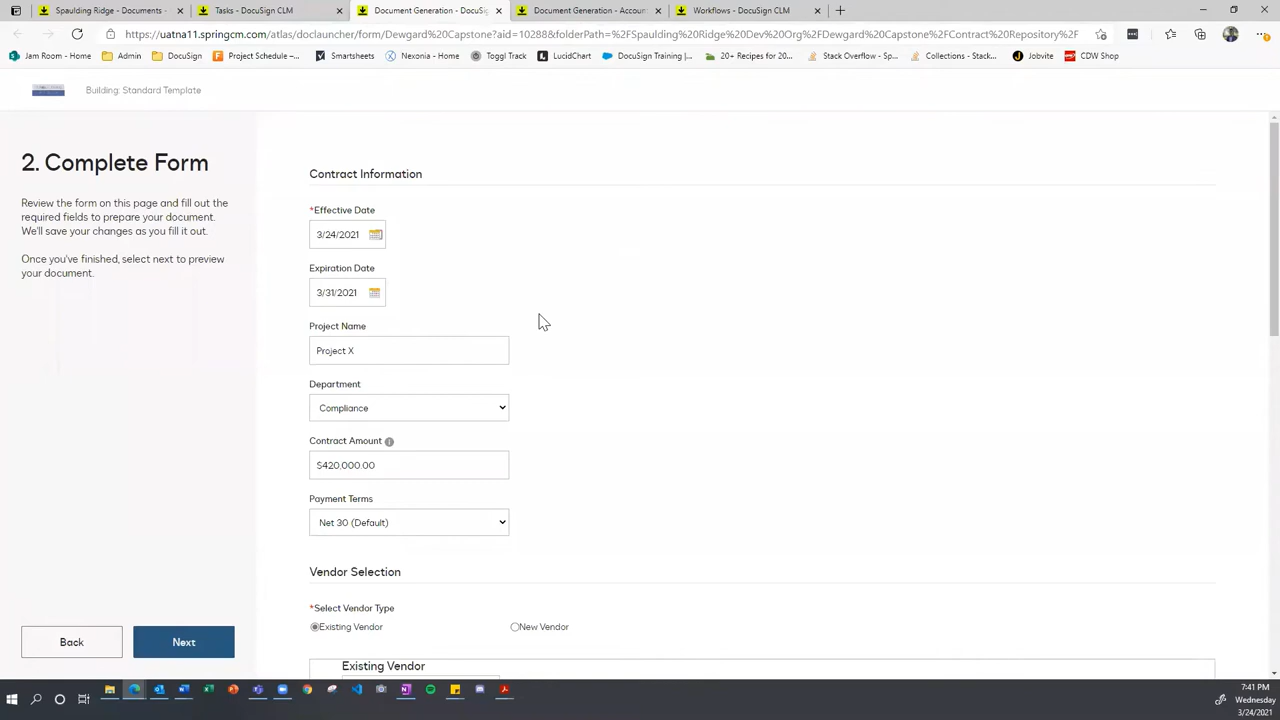 Spaulding Ridge - Documents -
Tasks - DocuSign CLM
Document Generation - DocuSig
Document Generation - Accoun
Workflows - DocuSign CLM
https://uatna11.springcm.com/atlas/doclauncher/form/Dewgard%20Capstone?aid=10288&folderPath=%2FSpaulding%20Ridge%20Dev%20Org%2FDewgard%20Capstone%2FContract%20Repository%2F
Jam Room - Home
Admin
DocuSign
Project Schedule –...
Smartsheets
Nexonia - Home
Toggl Track
LucidChart
DocuSign Training |...
20+ Recipes for 20...
Stack Overflow - Sp...
Collections - Stack...
Jobvite
CDW Shop
Building: Standard Template
2. Complete Form
Review the form on this page and fill out the
required fields to prepare your document.
We'll save your changes as you fill it out.
Once you've finished, select next to preview
your document.
Back
Next
Contract Information
*Effective Date
3/24/2021
Expiration Date
3/31/2021
Project Name
Project X
Department
Compliance
Contract Amount
$420,000.00
Payment Terms
Net 30 (Default)
Vendor Selection
*Select Vendor Type
Existing Vendor
New Vendor
Existing Vendor
7:41 PM
Wednesday
3/24/2021